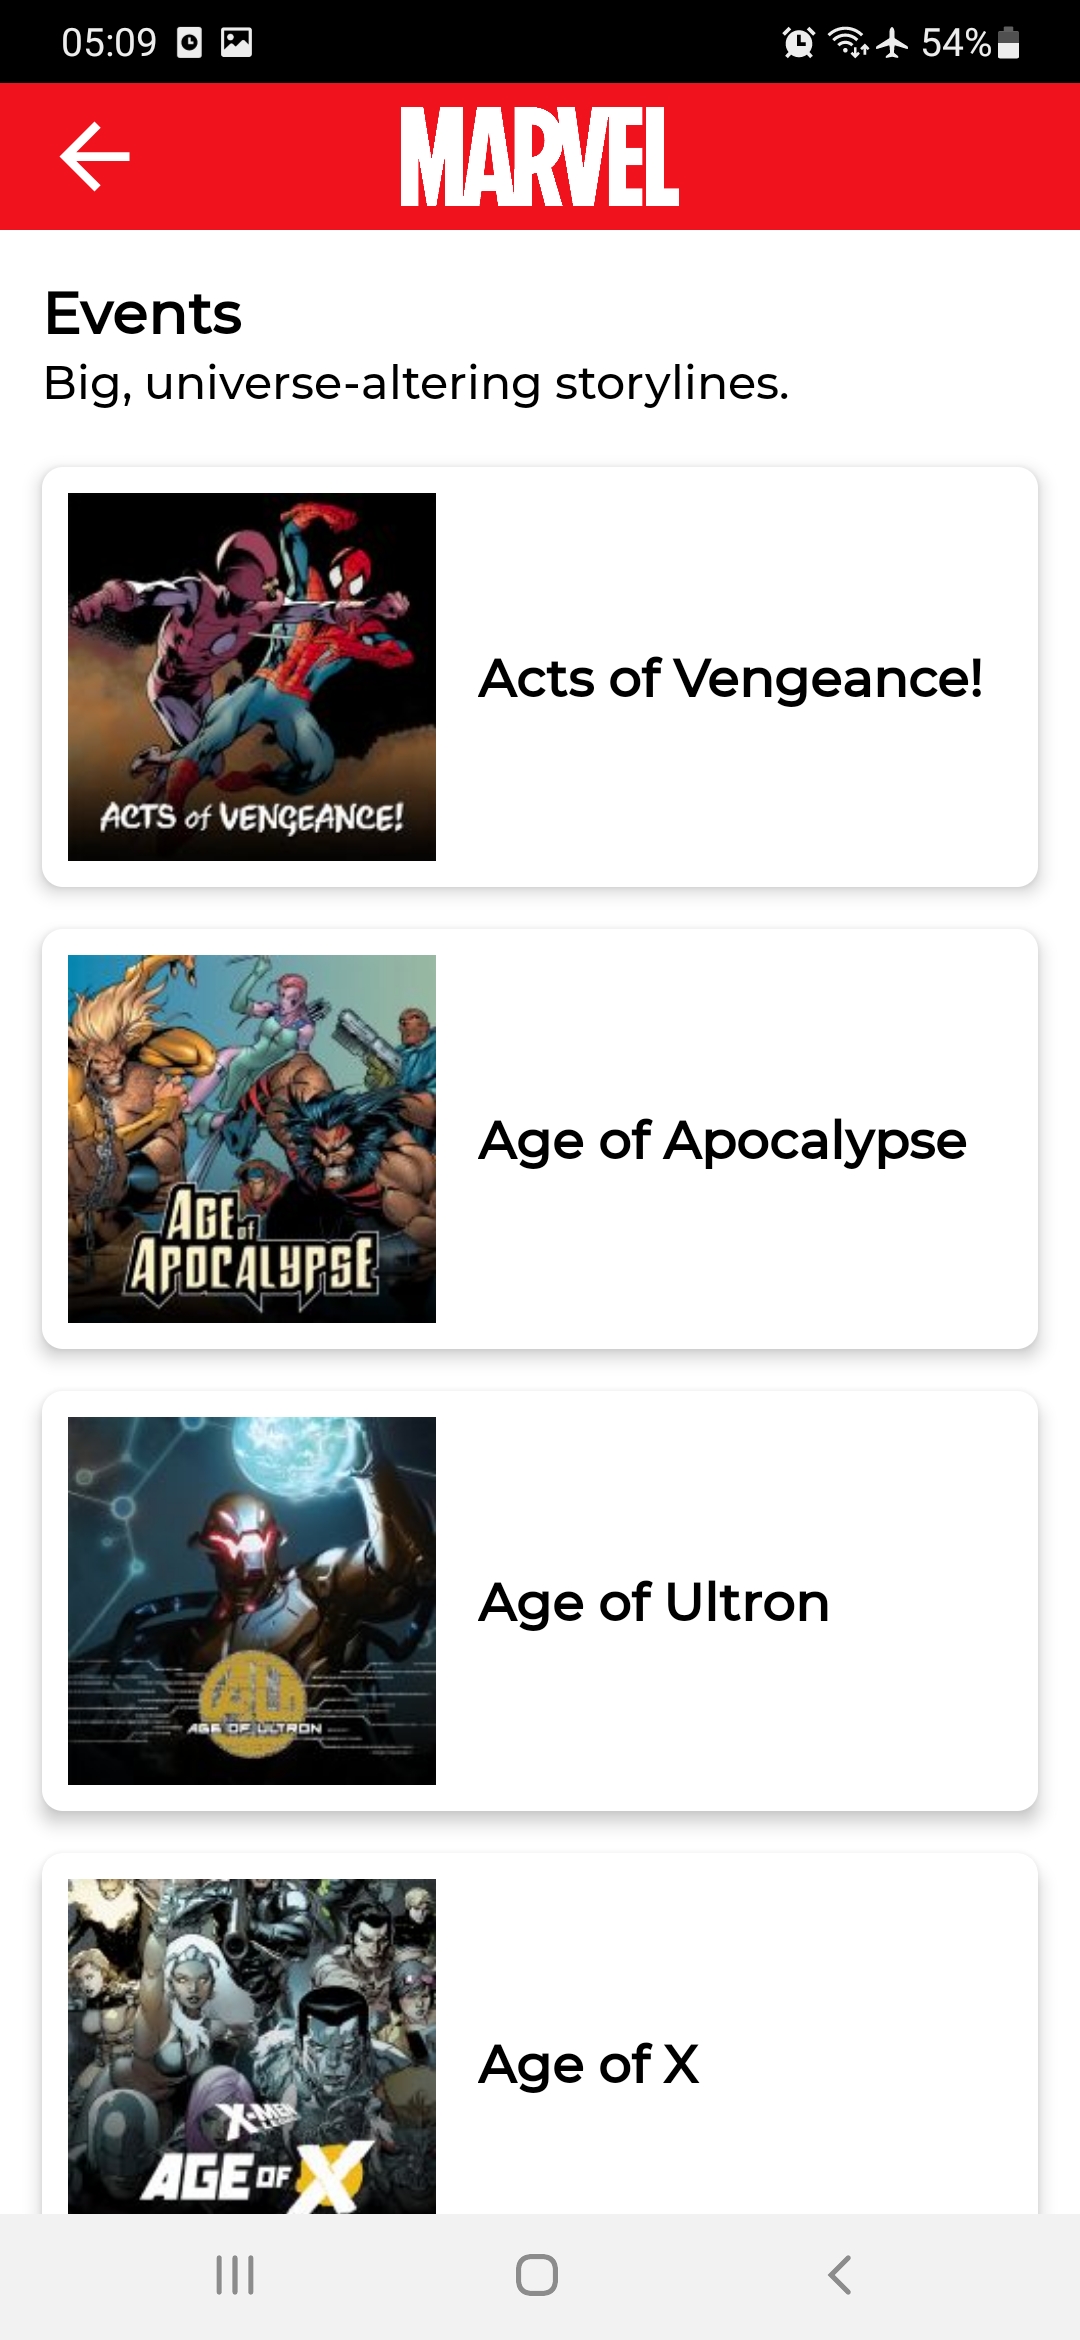 05:09
54%
MARVEL
Events
Big, universe-altering storylines.
ACTS of VENGEANCE!
Acts of Vengeance!
AGE of
APOCALYPSE
Age of Apocalypse
AU
AGE OF ULTRON
Age of Ultron
X-MEN
AGE OF X
Age of X